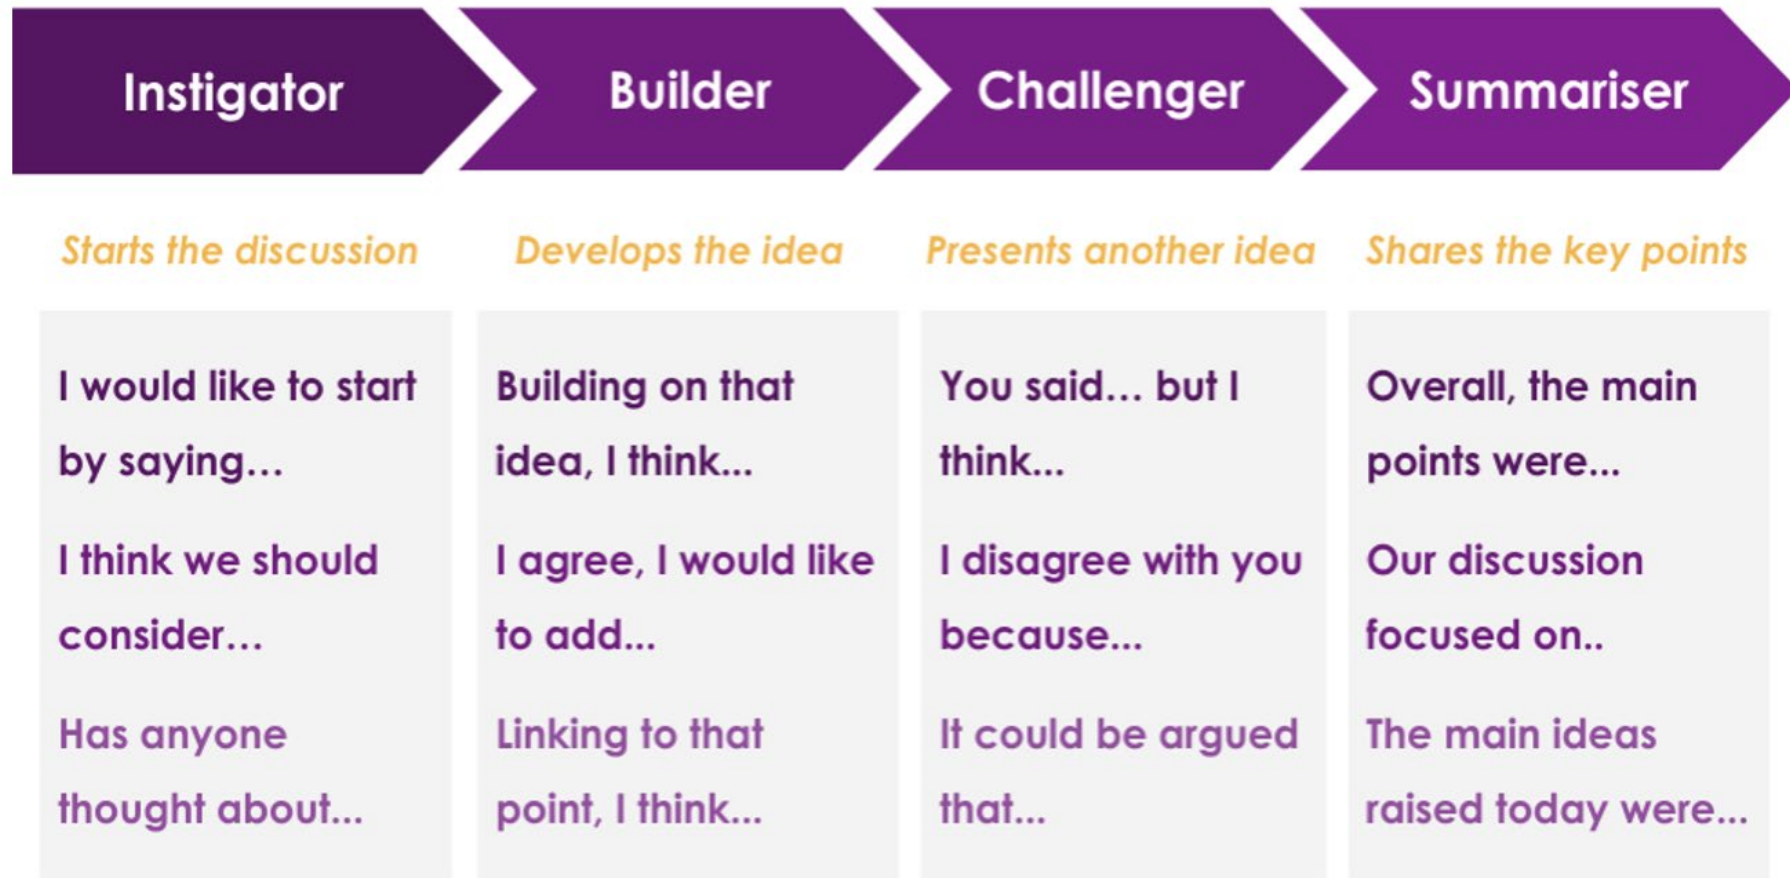 Instigator
Builder
Challenger
Summariser
Starts the discussion
Develops the idea
Presents another idea
Shares the key points
I would like to start
by saying...
I think we should
consider...
Has anyone
thought about...
Building on that
idea, I think...
I agree, I would like
to add...
Linking to that
point, I think...
You said... but I
think...
I disagree with you
because...
It could be argued
that...
Overall, the main
points were...
Our discussion
focused on..
The main ideas
raised today were...